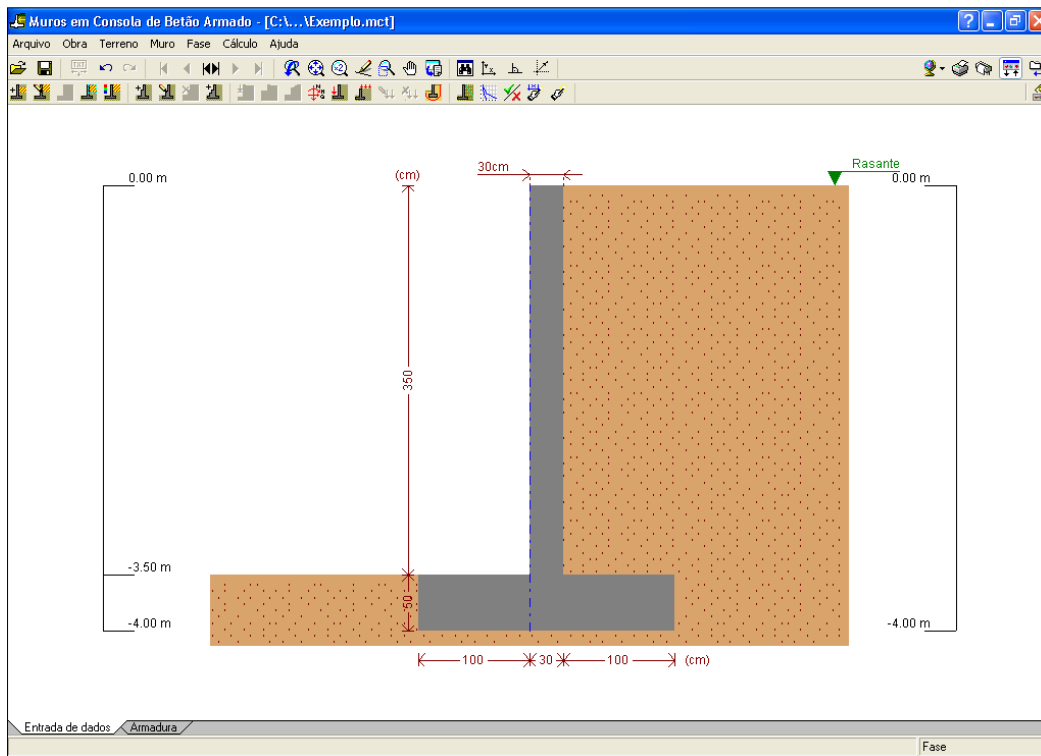 Muros em Consola de Betão Armado - [C:\...\Exemplo.mct]
Arquivo Obra Terreno Muro Fase Cálculo Ajuda
30cm
Rasante
0.00 m
(cm)
0.00 m
350
-3.50 m
50
-4.00 m
-4.00 m
100 30 100 (cm)
Entrada de dados Armadura
Fase